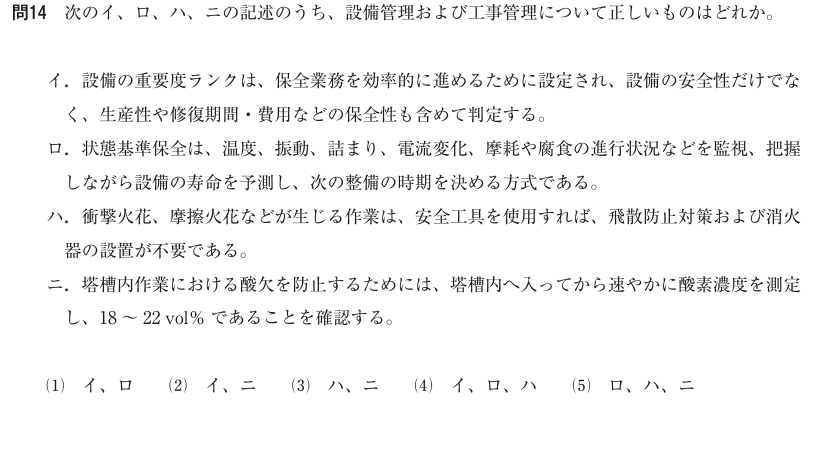 問14　次のイ、ロ、ハ、ニの記述のうち、設備管理および工事管理について正しいものはどれか。
イ．設備の重要度ランクは、保全業務を効率的に進めるために設定され、設備の安全性だけでな
く、生産性や修復期間・費用などの保全性も含めて判定する。
ロ．状態基準保全は、温度、振動、詰まり、電流変化、摩耗や腐食の進行状況などを監視、把握
しながら設備の寿命を予測し、次の整備の時期を決める方式である。
ハ．衝撃火花、摩擦火花などが生じる作業は、安全工具を使用すれば、飛散防止対策および消火
器の設置が不要である。
ニ．塔槽内作業における酸欠を防止するためには、塔槽内へ入ってから速やかに酸素濃度を測定
し、18 ～ 22 vol% であることを確認する。
(1)　イ、ロ　　(2)　イ、ニ　　(3)　ハ、ニ　　(4)　イ、ロ、ハ　　(5)　ロ、ハ、ニ